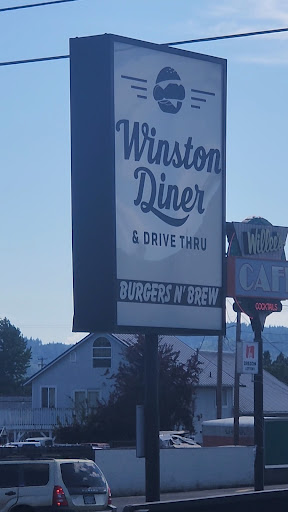 Winston
Diner
& DRIVE THRU
BURGERS N' BREW
CAFE
COCKTAILS